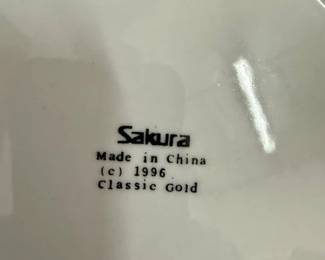 Sakura
Made in China
(c) 1996
Classic Gold